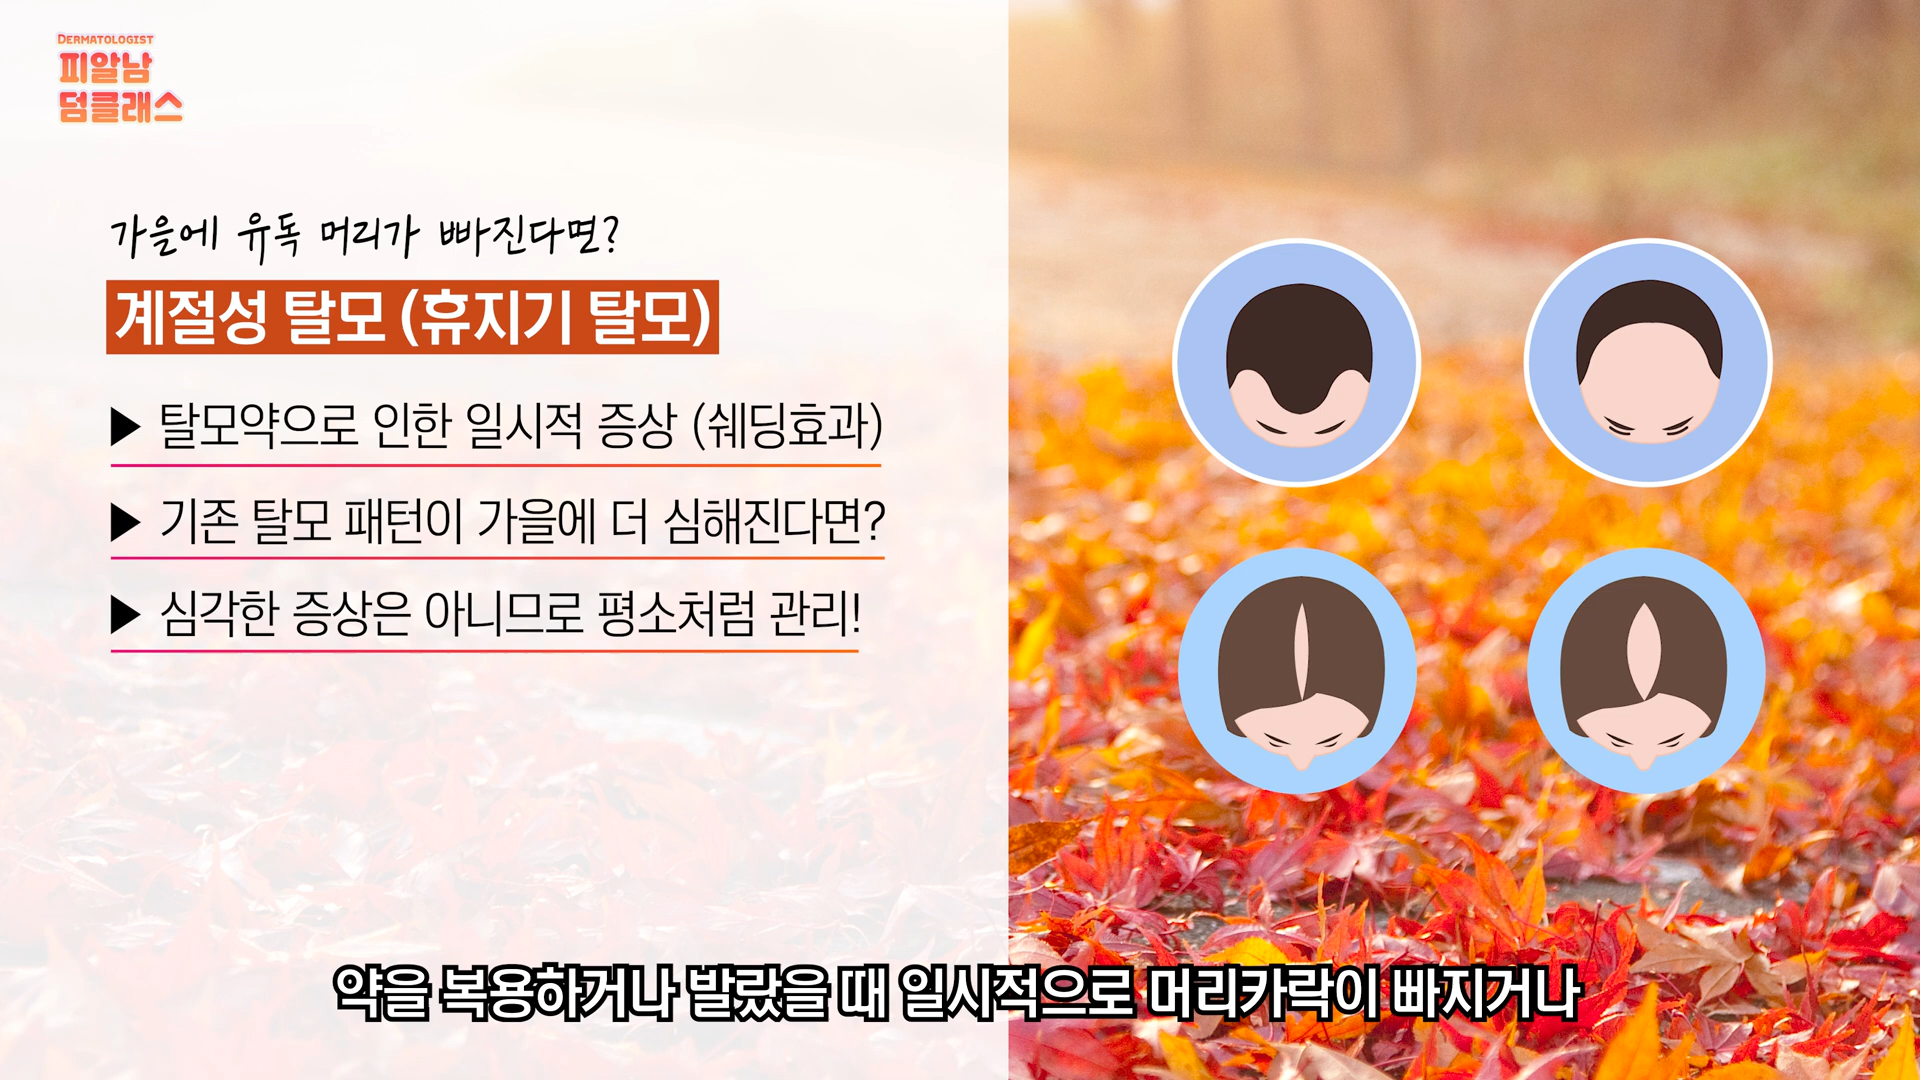 DERMATOLOGIST
피알남
덤클래스
가을에 유독 머리가 빠진다면?
계절성 탈모 (휴지기 탈모)
▶ 탈모약으로 인한 일시적 증상 (쉐딩효과)
▶ 기존 탈모 패턴이 가을에 더 심해진다면?
▶ 심각한 증상은 아니므로 평소처럼 관리!
약을 복용하거나 발랐을 때 일시적으로 머리카락이 빠지거나